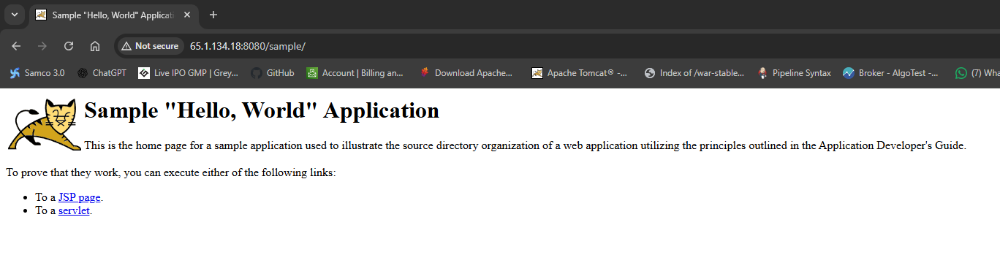 Sample "Hello, World" Applicati
Not secure 65.1.134.18:8080/sample/
Samco 3.0 ChatGPT Live IPO GMP | Grey... GitHub Account | Billing an... Download Apache... Apache Tomcat® -... Index of /war-stable... Pipeline Syntax Broker - AlgoTest -... (7) Wha
Sample "Hello, World" Application
This is the home page for a sample application used to illustrate the source directory organization of a web application utilizing the principles outlined in the Application Developer's Guide.
To prove that they work, you can execute either of the following links:
• To a JSP page.
• To a servlet.